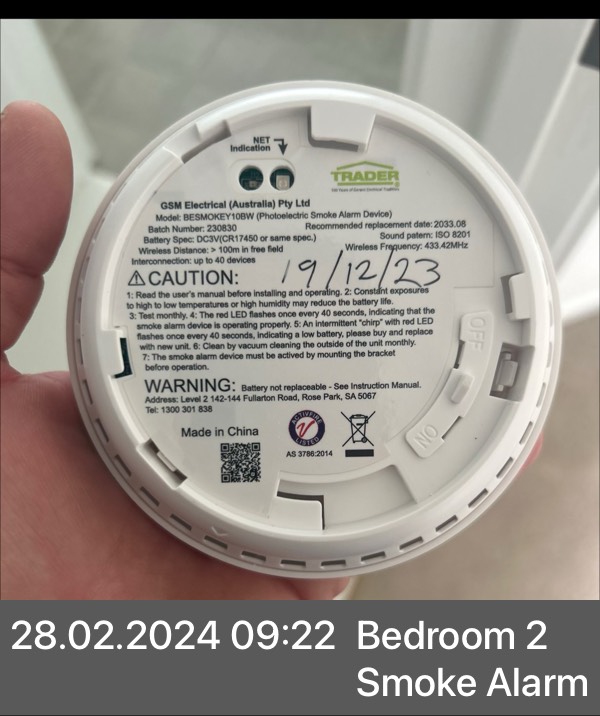 NET
Indication
TRADER
GSM Electrical (Australia) Pty Ltd
Model: BESMOKEY10BW (Photoelectric Smoke Alarm Device)
Batch Number: 230830 Recommended replacement date: 2033.08
Battery Spec: DC3V(CR17450 or same spec.) Sound patern: ISO 8201
Wireless Distance: > 100m in free field Wireless Frequency: 433.42MHz
Interconnection: up to 40 devices
19/12/23
CAUTION:
1: Read the user's manual before installing and operating. 2: Constant exposures
to high to low temperatures or high humidity may reduce the battery life.
3: Test monthly. 4: The red LED flashes once every 40 seconds, indicating that the
smoke alarm device is operating properly. 5: An intermittent "chirp" with red LED
flashes once every 40 seconds, indicating a low battery, please buy and replace
with new unit. 6: Clean by vacuum cleaning the outside of the unit monthly.
7: The smoke alarm device must be actived by mounting the bracket
before operation.
WARNING: Battery not replaceable - See Instruction Manual.
Address: Level 2 142-144 Fullarton Road, Rose Park, SA 5067
Tel: 1300 301 838
Made in China
ACTIVFIRE
LISTED
AS 3786:2014
OFF
ON
28.02.2024 09:22 Bedroom 2
Smoke Alarm